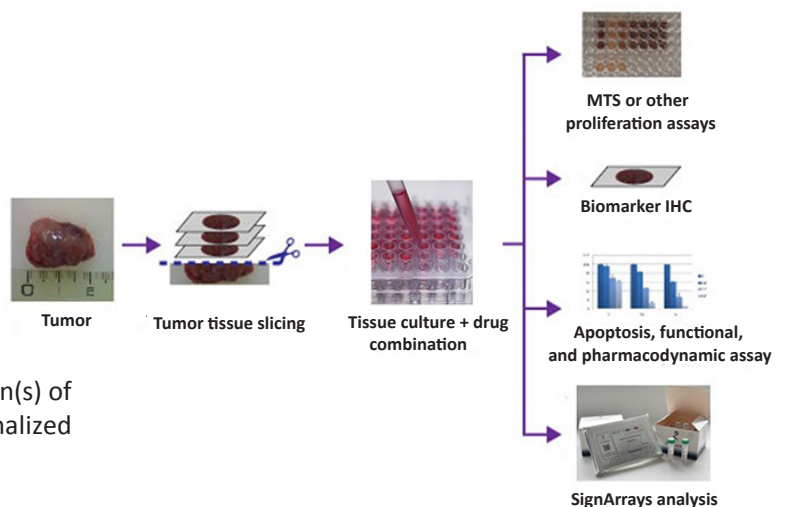 MTS or other
proliferation assays
Biomarker IHC
Tumor
Tumor tissue slicing
Tissue culture + drug
combination
Apoptosis, functional,
and pharmacodynamic assay
n(s) of
nalized
SignArrays analysis